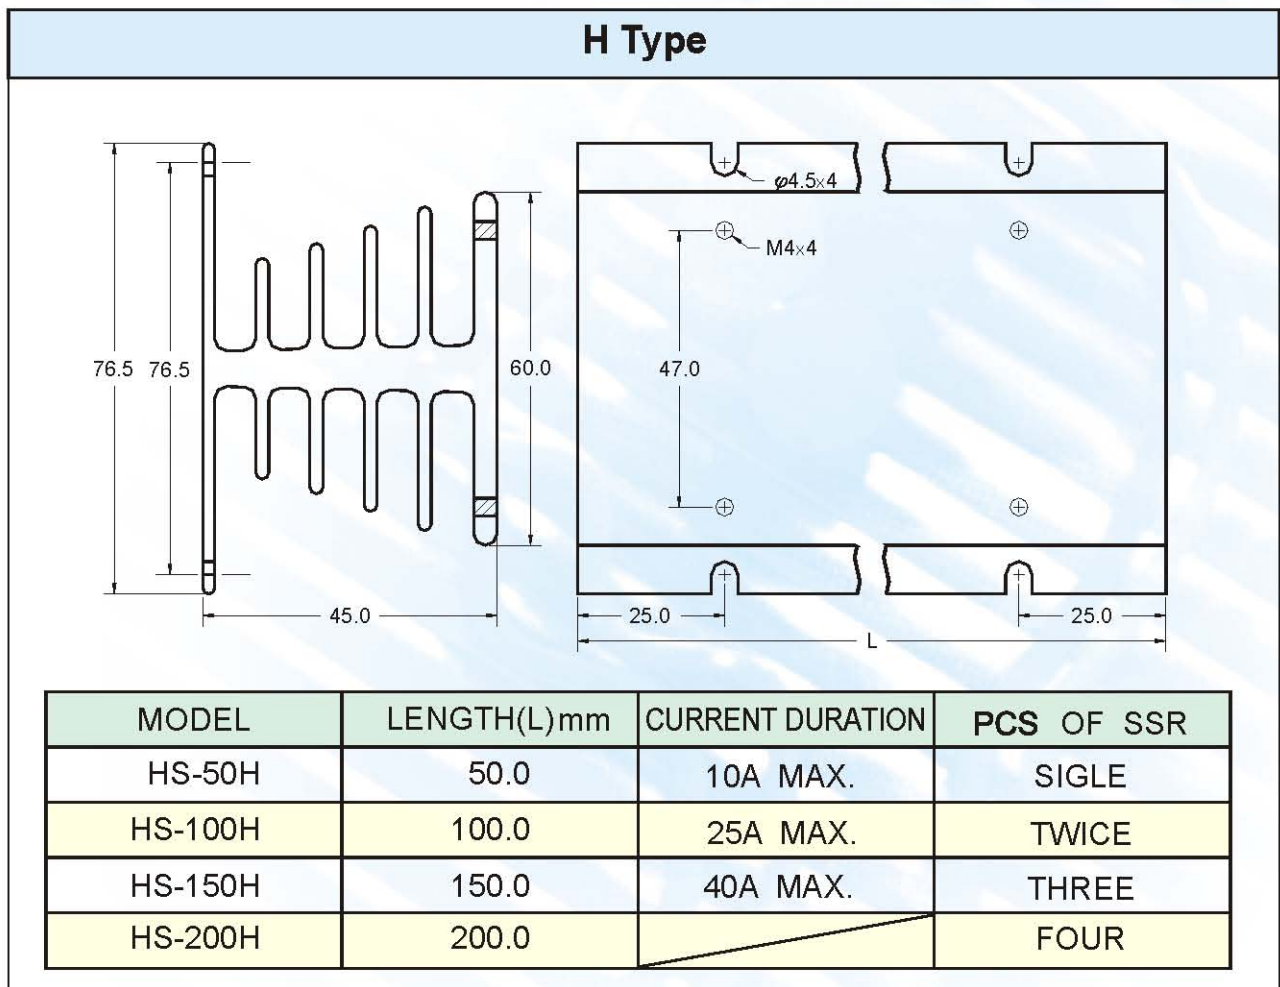 H Type
φ4.5×4
M4×4
76.5 76.5 60.0 47.0
45.0 25.0 25.0
L
MODEL LENGTH(L)mm CURRENT DURATION PCS OF SSR
HS-50H 50.0 10A MAX. SIGLE
HS-100H 100.0 25A MAX. TWICE
HS-150H 150.0 40A MAX. THREE
HS-200H 200.0 FOUR